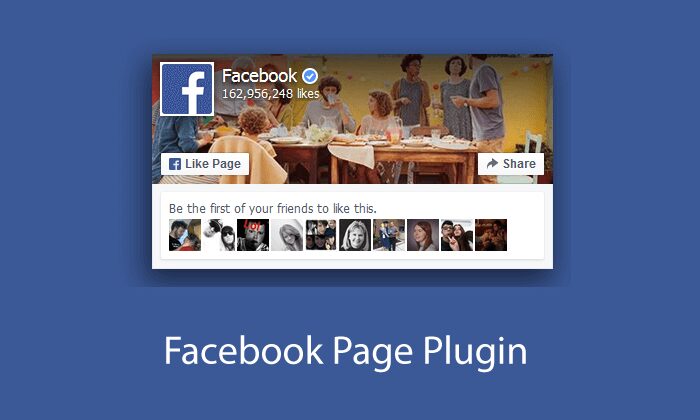 Facebook
162,956,248 likes
Like Page
Share
Be the first of your friends to like this.
Facebook Page Plugin